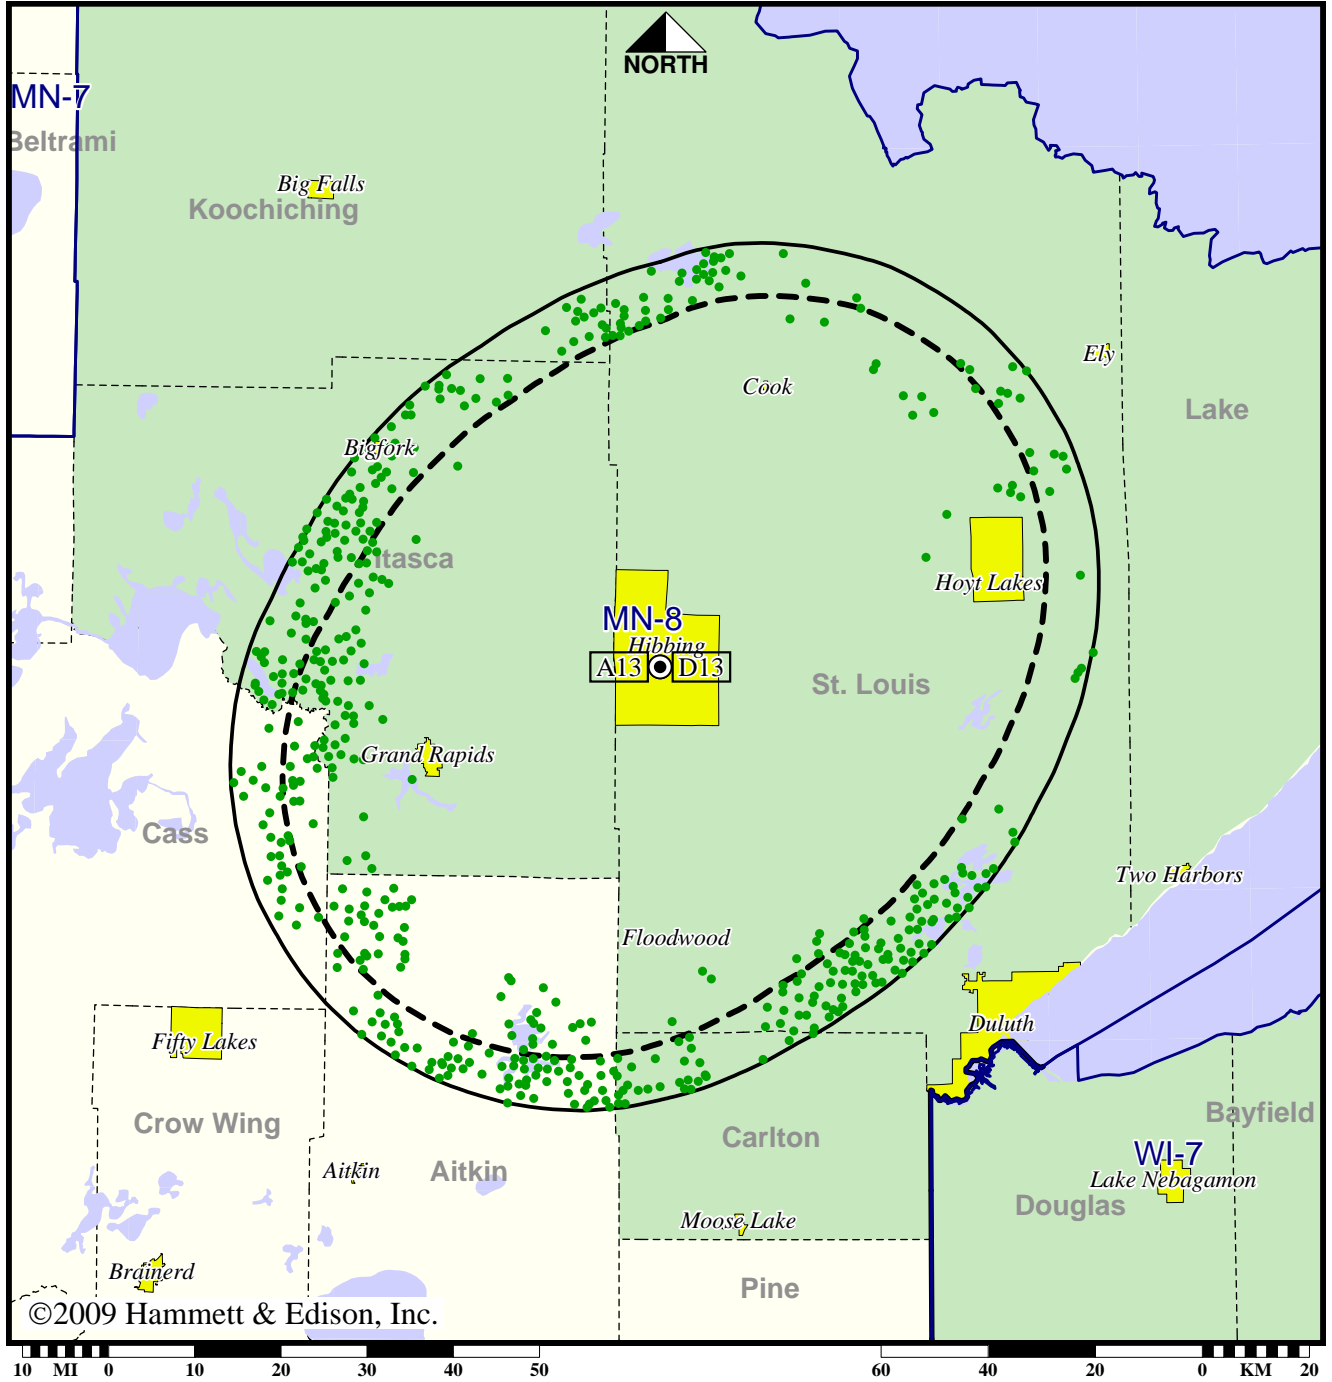 NORTH
MN-7
Beltrami
Big Falls
Koochiching
Ely
Cook
Lake
Bigfork
Itasca
Hoyt Lakes
MN-8
Hibbing
A13 D13
St. Louis
Grand Rapids
Cass
Two Harbors
Floodwood
Duluth
Fifty Lakes
Bayfield
Crow Wing
Carlton
WI-7
Aitkin
Aitkin
Lake Nebagamon
Douglas
Moose Lake
Brainerd
Pine
©2009 Hammett & Edison, Inc.
10 MI 0 10 20 30 40 50 60 40 20 0 KM 20